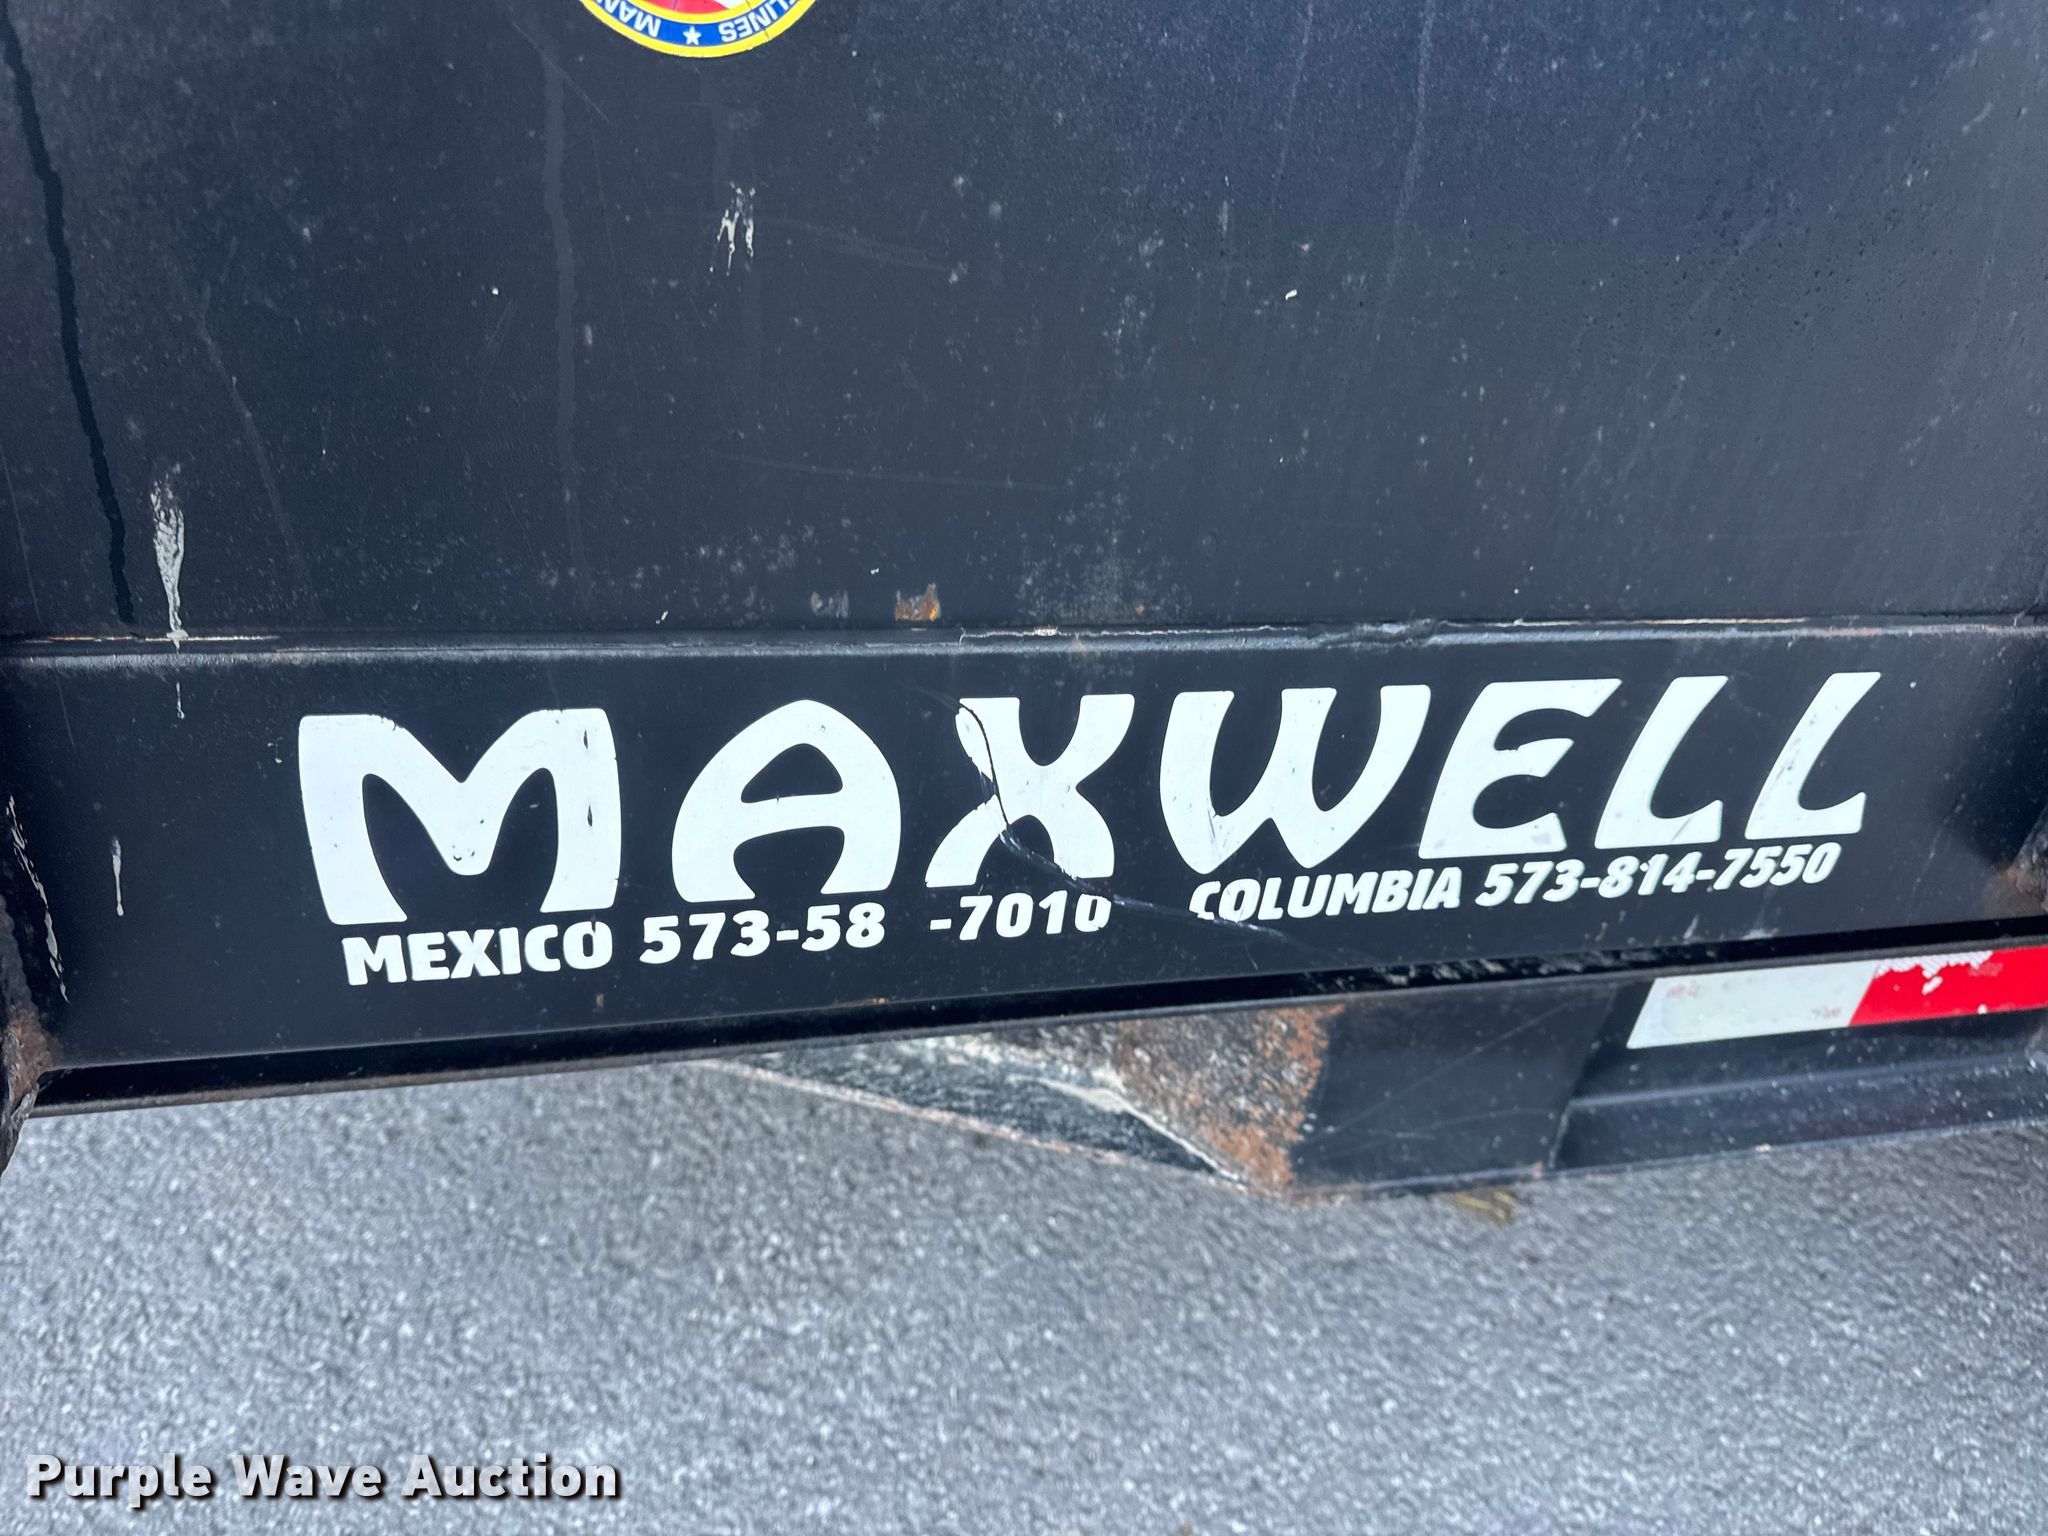 MAXWELL
MEXICO 573-58 -7010 COLUMBIA 573-814-7550
Purple Wave Auction